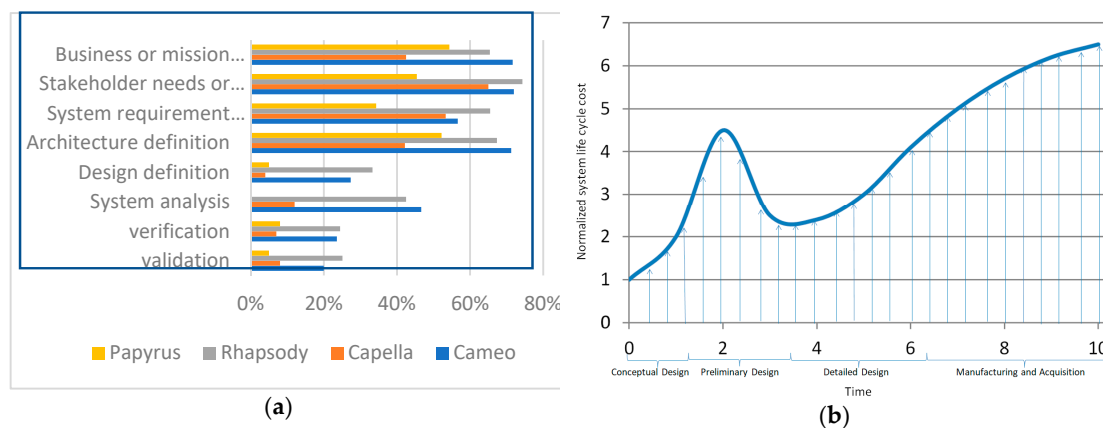 Business or mission...
Stakeholder needs or...
System requirement...
Architecture definition
Design definition
System analysis
verification
validation
0% 20% 40% 60% 80%
Papyrus Rhapsody Capella Cameo
(a)
7
6
5
4
3
2
1
0
Normalized system life cycle cost
0 2 4 6 8 10
Conceptual Design Preliminary Design Detailed Design Manufacturing and Acquisition
Time
(b)